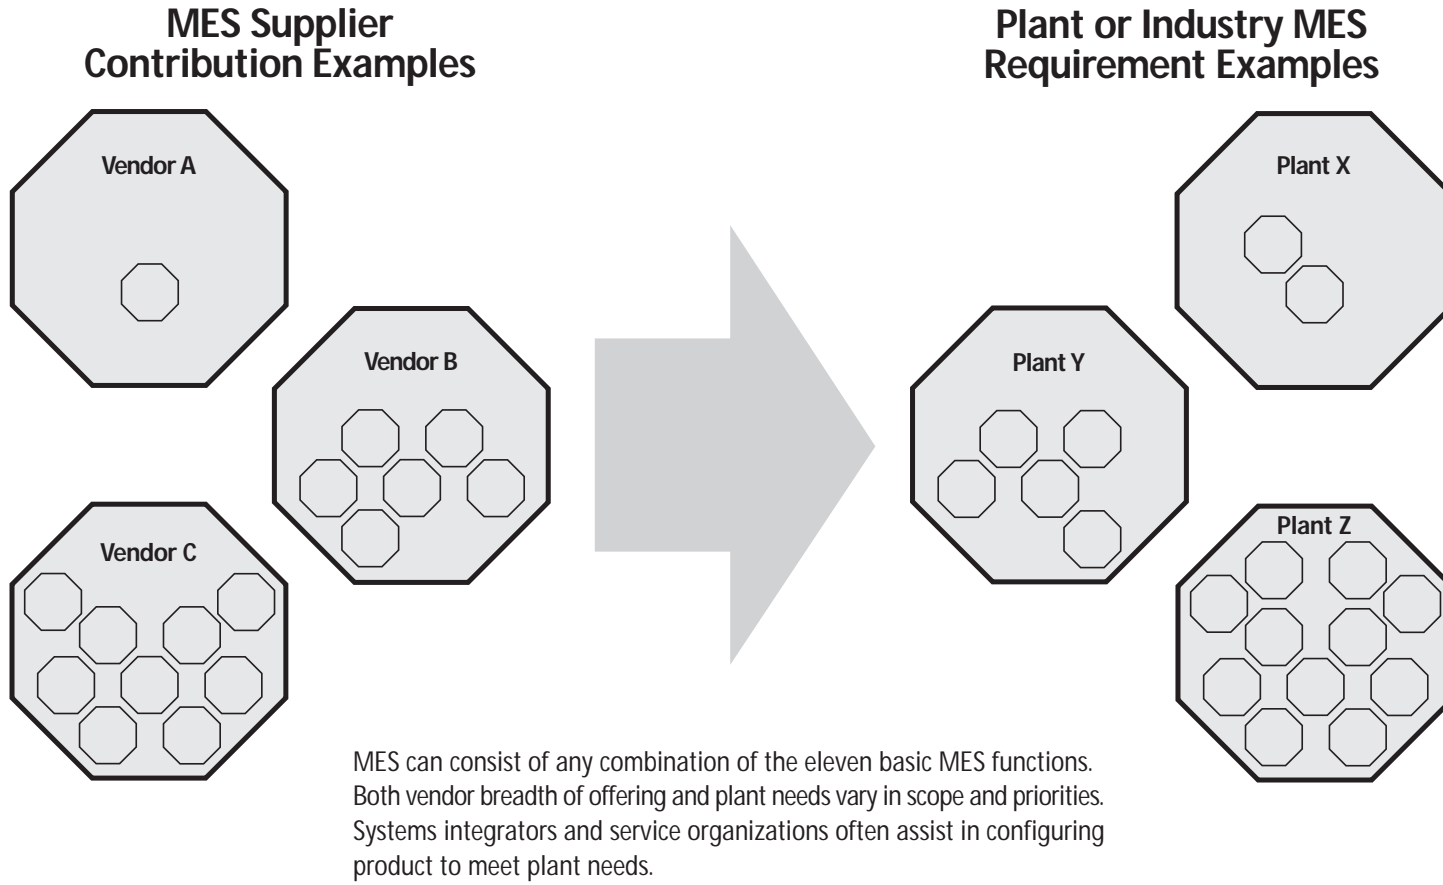 MES Supplier
Contribution Examples
Plant or Industry MES
Requirement Examples
Vendor A
Vendor B
Vendor C
Plant X
Plant Y
Plant Z
MES can consist of any combination of the eleven basic MES functions.
Both vendor breadth of offering and plant needs vary in scope and priorities.
Systems integrators and service organizations often assist in configuring
product to meet plant needs.